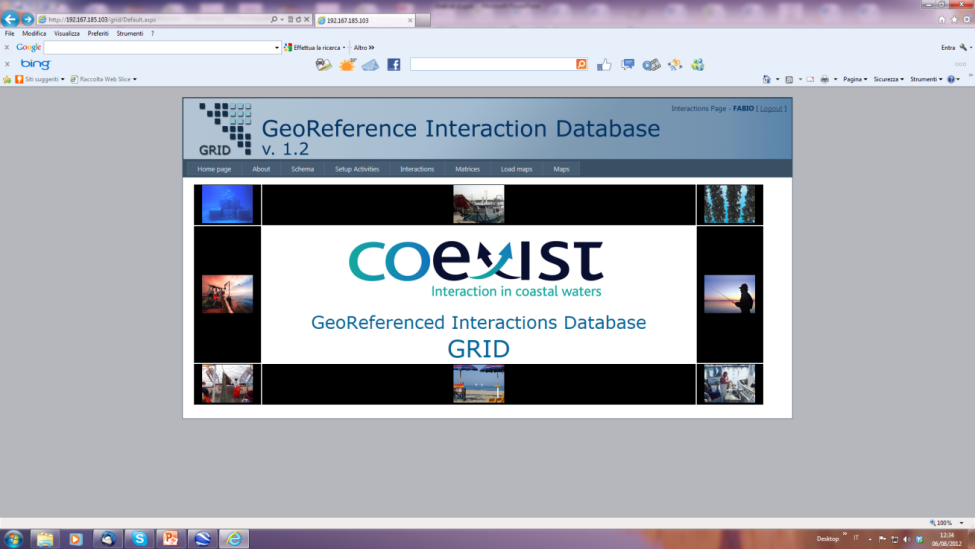 http://192.167.185.103/grid/Default.aspx
192.167.185.103
File Modifica Visualizza Preferiti Strumenti ?
x Google Effettua la ricerca Altro »
Entra
x bing
Siti suggeriti Raccolta Web Slice
Pagina Sicurezza Strumenti
Interactions Page - FABIO [ Logout ]
GRID
GeoReference Interaction Database
v. 1.2
Home page About Schema Setup Activities Interactions Matrices Load maps Maps
COEXIST
Interaction in coastal waters
GeoReferenced Interactions Database
GRID
100%
Desktop » IT
12:34
06/08/2012